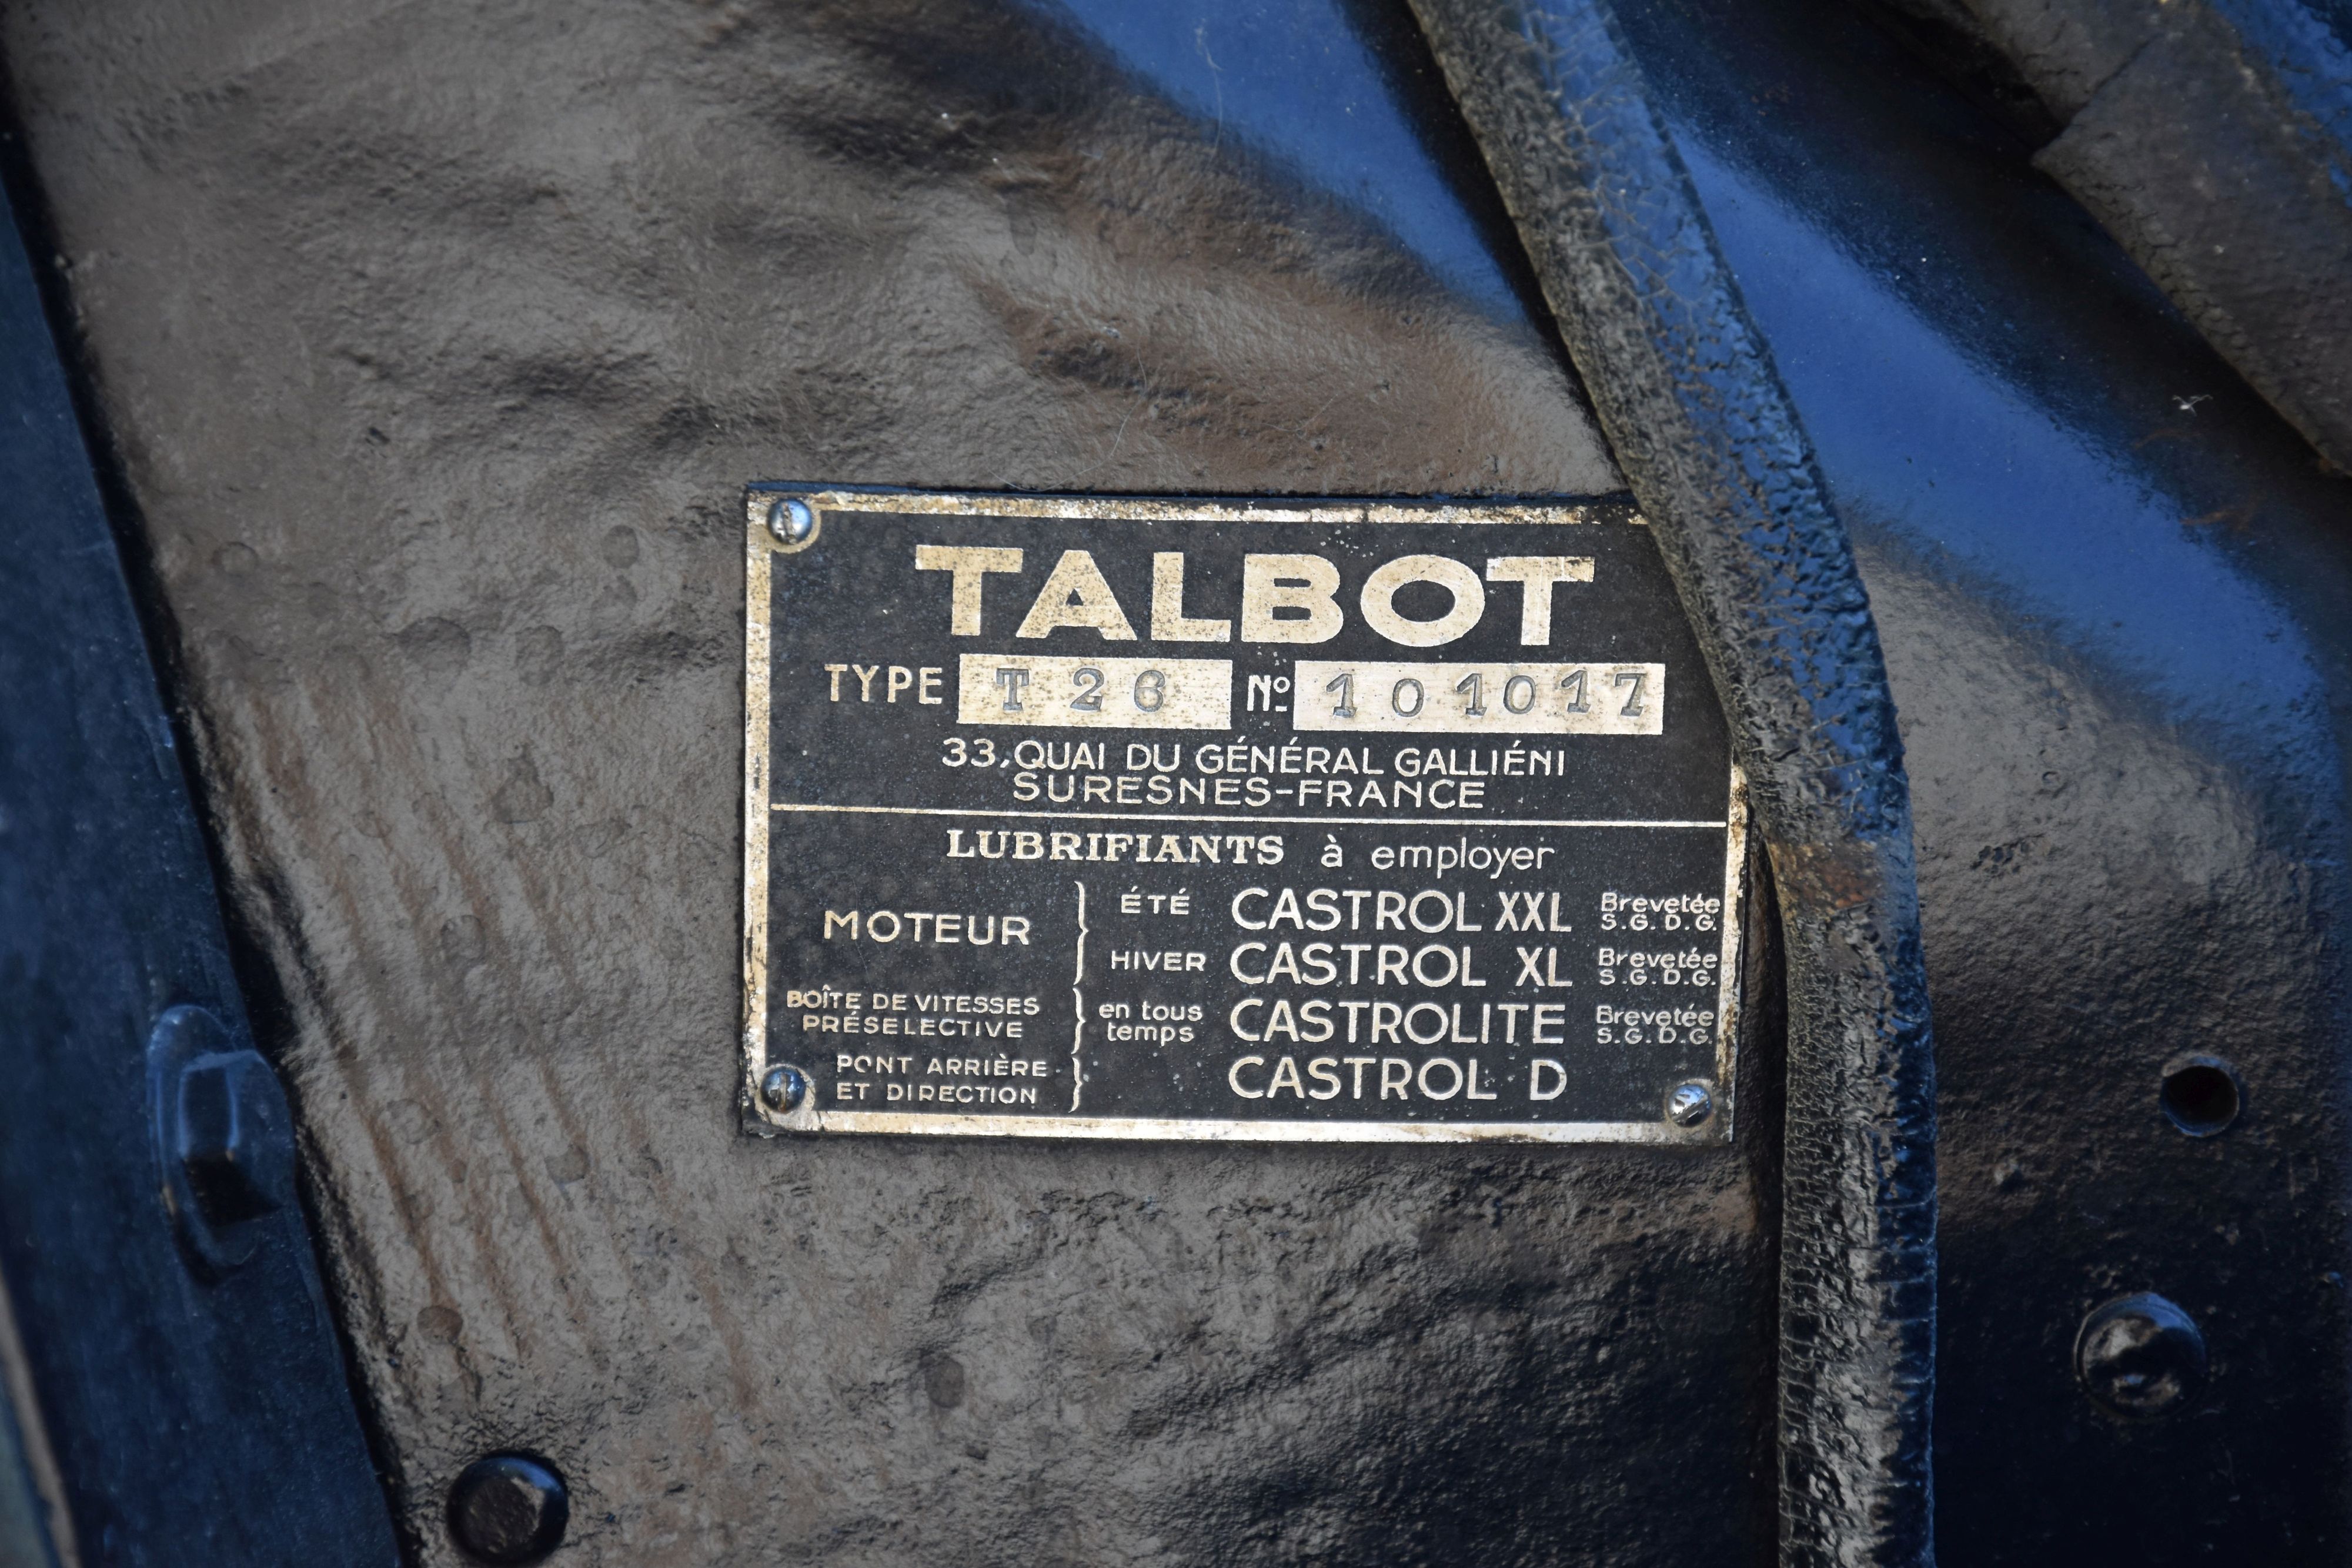 TALBOT
TYPE T 26 Nº 101017
33, QUAI DU GÉNÉRAL GALLIÉNI
SURESNES-FRANCE
LUBRIFIANTS à employer
MOTEUR
ÉTÉ CASTROL XXL Brevetée S.G.D.G.
HIVER CASTROL XL Brevetée S.G.D.G.
BOÎTE DE VITESSES
PRÉSELECTIVE
en tous
temps
CASTROLITE Brevetée S.G.D.G.
PONT ARRIÈRE
ET DIRECTION
CASTROL D